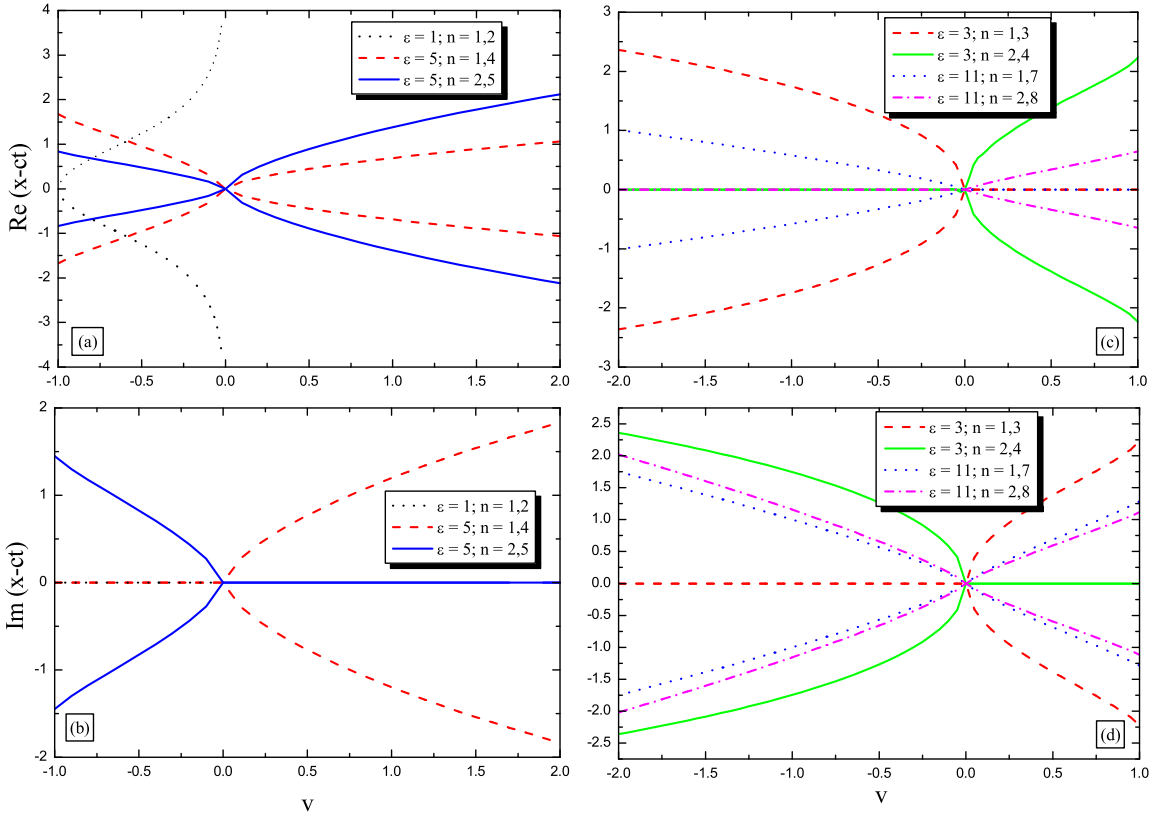 4
3
2
1
0
-1
-2
-3
-4
Re (x-ct)
ε = 1; n = 1,2
ε = 5; n = 1,4
ε = 5; n = 2,5
(a)
-1.0 -0.5 0.0 0.5 1.0 1.5 2.0
3
2
1
0
-1
-2
-3
ε = 3; n = 1,3
ε = 3; n = 2,4
ε = 11; n = 1,7
ε = 11; n = 2,8
(c)
-2.0 -1.5 -1.0 -0.5 0.0 0.5 1.0
2
1
0
-1
-2
Im (x-ct)
ε = 1; n = 1,2
ε = 5; n = 1,4
ε = 5; n = 2,5
(b)
-1.0 -0.5 0.0 0.5 1.0 1.5 2.0
v
2.5
2.0
1.5
1.0
0.5
0.0
-0.5
-1.0
-1.5
-2.0
-2.5
ε = 3; n = 1,3
ε = 3; n = 2,4
ε = 11; n = 1,7
ε = 11; n = 2,8
(d)
-2.0 -1.5 -1.0 -0.5 0.0 0.5 1.0
v